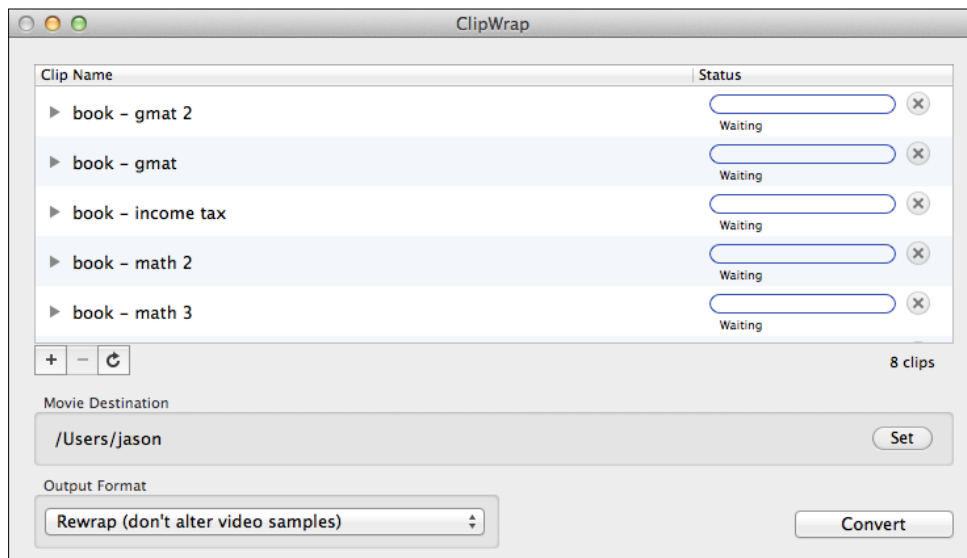 ClipWrap
Clip Name Status
book – gmat 2
Waiting
book – gmat
Waiting
book – income tax
Waiting
book – math 2
Waiting
book – math 3
Waiting
8 clips
Movie Destination
/Users/jason Set
Output Format
Rewrap (don't alter video samples) Convert